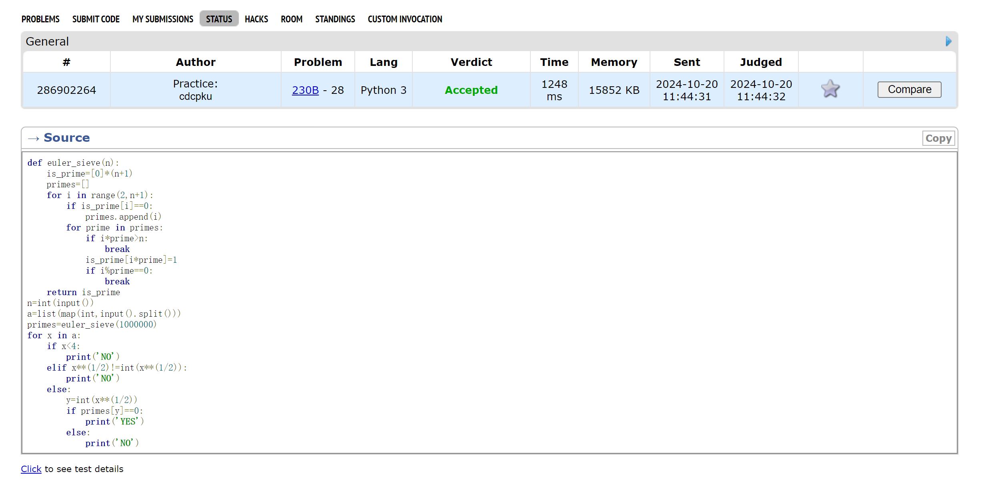 PROBLEMS SUBMIT CODE MY SUBMISSIONS STATUS HACKS ROOM STANDINGS CUSTOM INVOCATION
General
# Author Problem Lang Verdict Time Memory Sent Judged
286902264 Practice: cdcpku 230B - 28 Python 3 Accepted 1248 ms 15852 KB 2024-10-20 11:44:31 2024-10-20 11:44:32 Compare
→ Source Copy
def euler_sieve(n):
    is_prime=[0]*(n+1)
    primes=[]
    for i in range(2,n+1):
        if is_prime[i]==0:
            primes.append(i)
        for prime in primes:
            if i*prime>n:
                break
            is_prime[i*prime]=1
            if i%prime==0:
                break
    return is_prime
n=int(input())
a=list(map(int,input().split()))
primes=euler_sieve(1000000)
for x in a:
    if x<4:
        print('NO')
    elif x**(1/2)!=int(x**(1/2)):
        print('NO')
    else:
        y=int(x**(1/2))
        if primes[y]==0:
            print('YES')
        else:
            print('NO')
Click to see test details